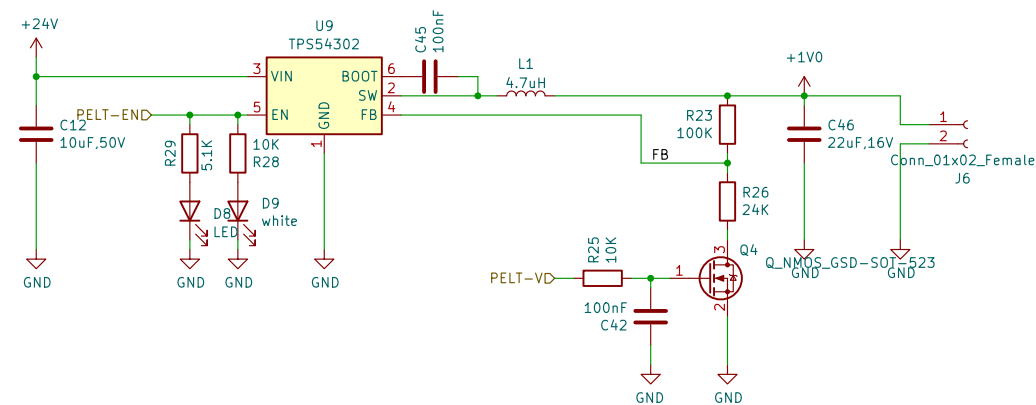 +24V
U9
TPS54302
C45
100nF
L1
4.7uH
+1V0
3
VIN
BOOT
6
SW
2
PELT-EN
5
EN
GND
FB
4
1
C12
10uF,50V
R29
5.1K
10K
R28
R23
100K
C46
22uF,16V
1
2
Conn_01x02_Female
J6
FB
R26
24K
D8
LED
D9
white
GND
GND
GND
GND
R25
10K
PELT-V
1
3
Q4
Q_NMOS_GSD-SOT-523
GND
GND
2
100nF
C42
GND
GND